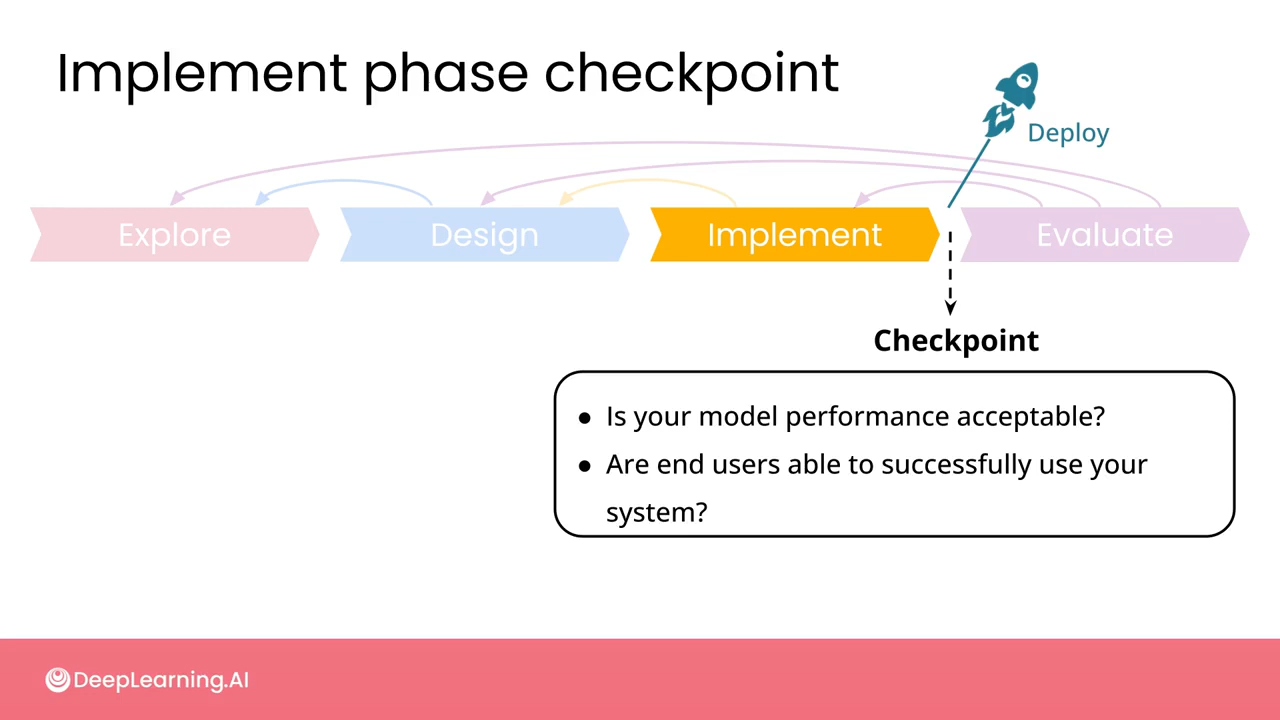 Implement phase checkpoint
Deploy
Explore
Design
Implement
Evaluate
Checkpoint
● Is your model performance acceptable?
● Are end users able to successfully use your
system?
DeepLearning.AI